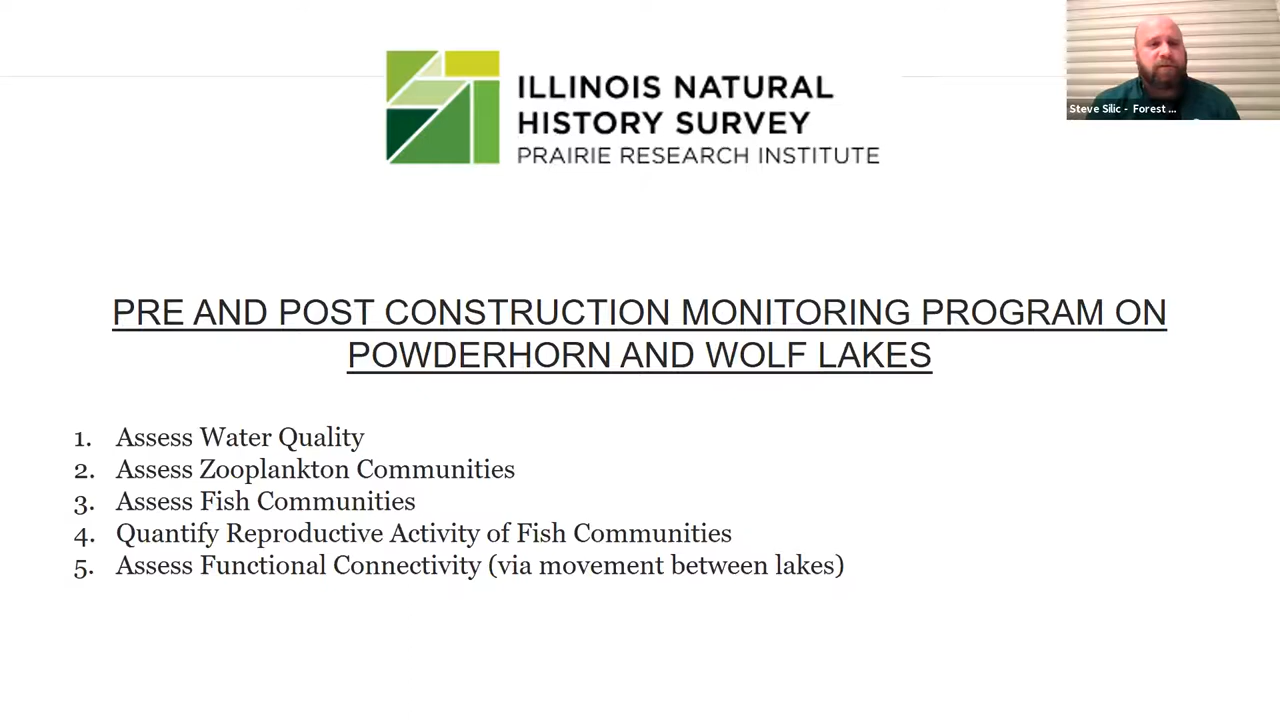 ILLINOIS NATURAL
HISTORY SURVEY
PRAIRIE RESEARCH INSTITUTE
Steve Silic - Forest ...
PRE AND POST CONSTRUCTION MONITORING PROGRAM ON
POWDERHORN AND WOLF LAKES
1. Assess Water Quality
2. Assess Zooplankton Communities
3. Assess Fish Communities
4. Quantify Reproductive Activity of Fish Communities
5. Assess Functional Connectivity (via movement between lakes)